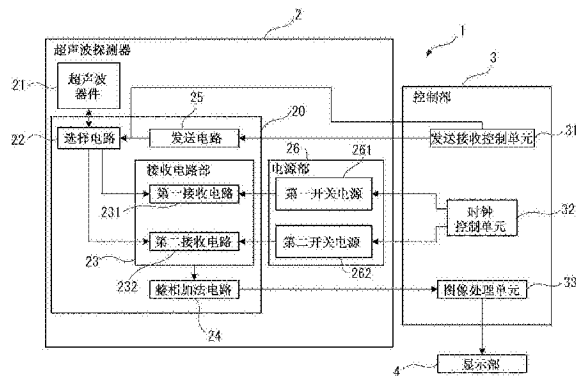 2
1
超声波探测器
3
控制部
21
超声波
器件
25
20
22
选择电路
发送电路
发送接收控制单元
31
26
261
接收电路部
电源部
第一接收电路
231
第一开关电源
时钟
控制单元
32
第二接收电路
第二开关电源
23
232
262
整相加法电路
24
图像处理单元
33
4
显示部